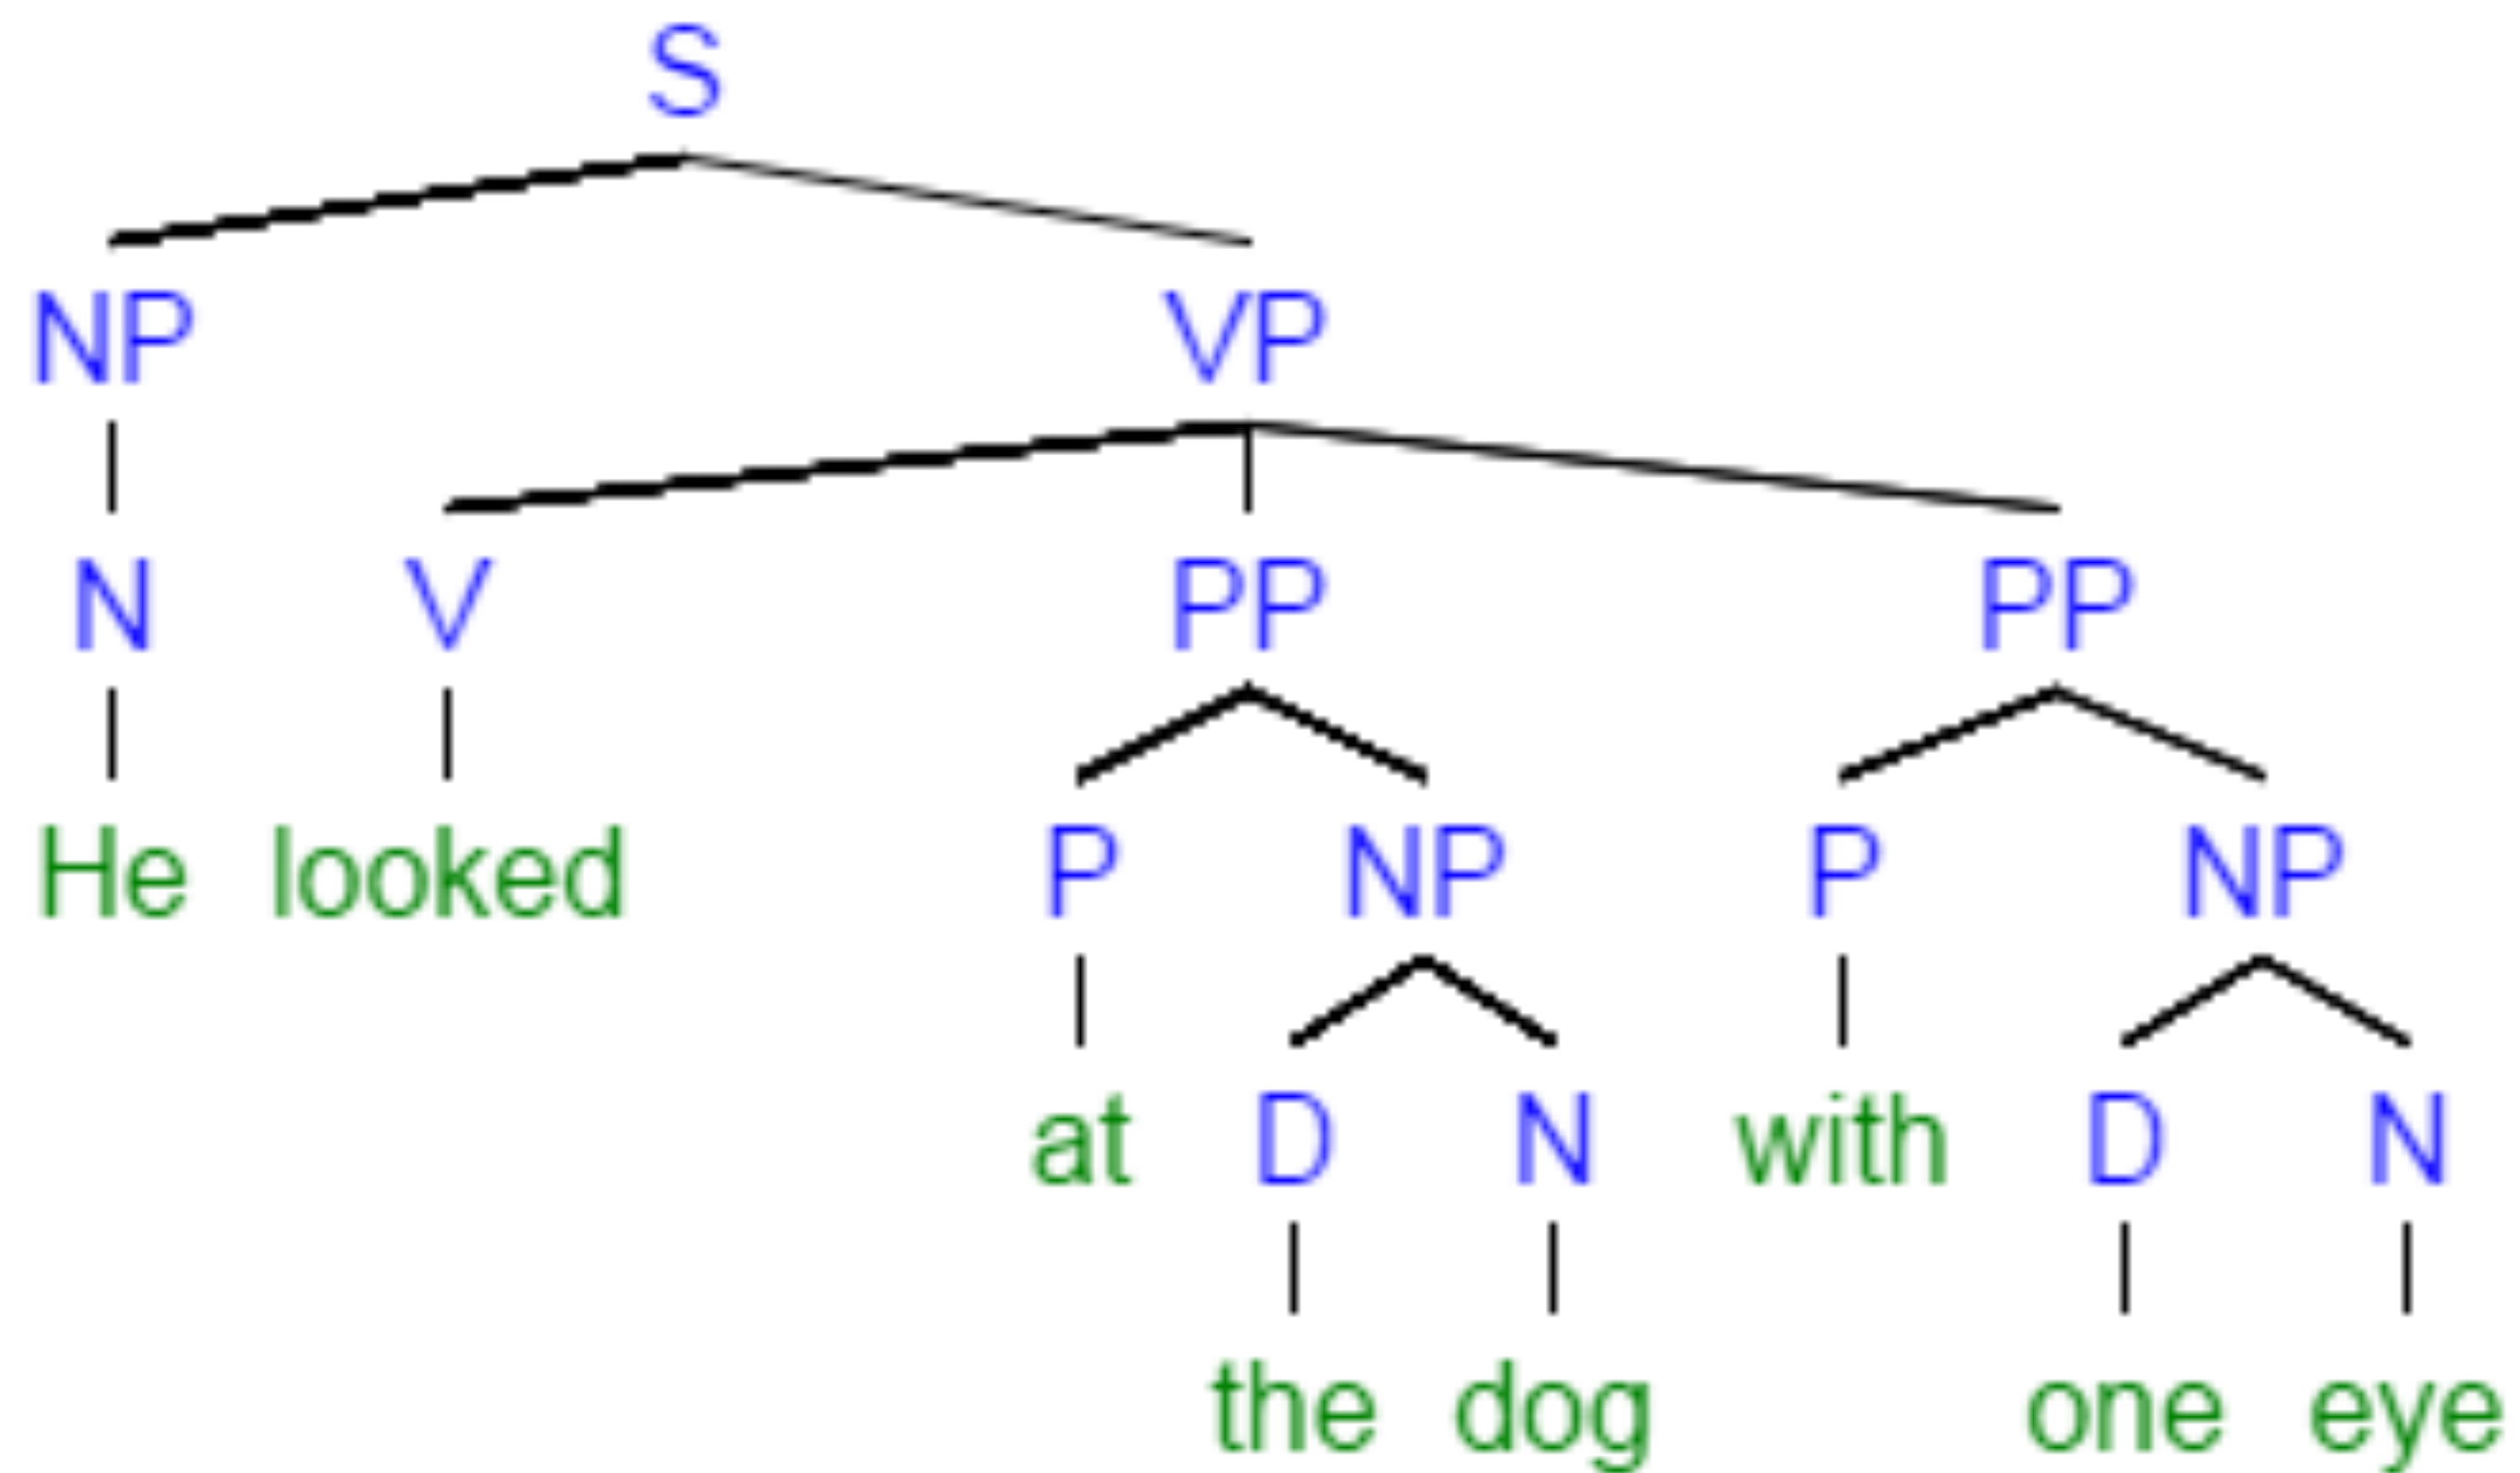 S
NP VP
N V PP PP
He looked P NP P NP
at D N with D N
the dog one eye